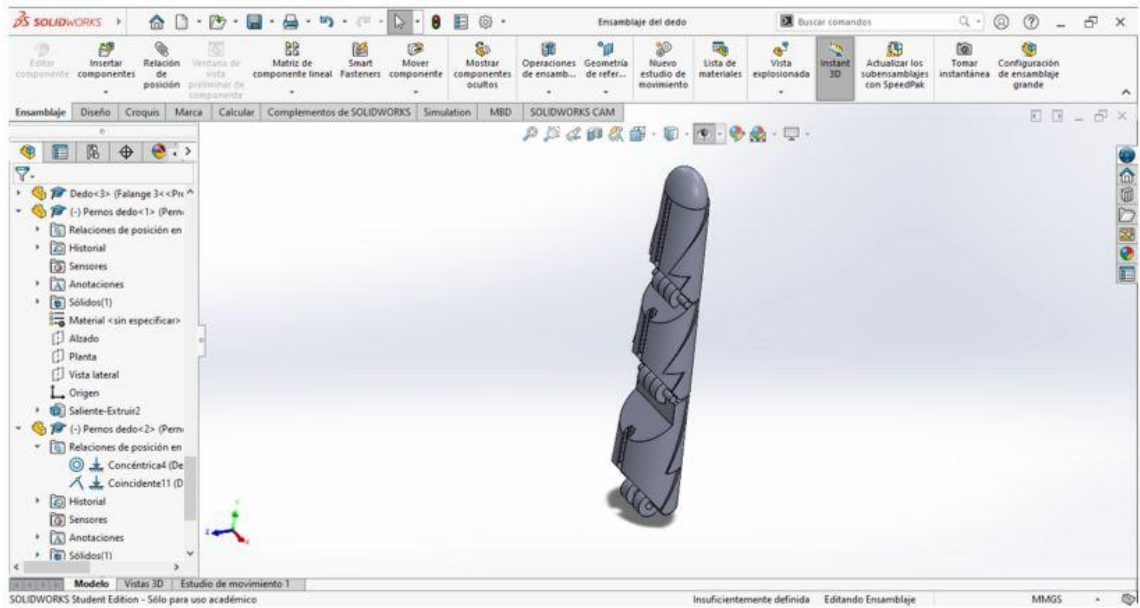 SOLIDWORKS
Ensamblaje del dedo
Buscar comandos
Editar componente
Insertar componentes
Relación de posición
Ventana de vista preliminar de componente
Matriz de componente lineal
Smart Fasteners
Mover componente
Mostrar componentes ocultos
Operaciones de ensamb...
Geometría de refer...
Nuevo estudio de movimiento
Lista de materiales
Vista explosionada
Instant 3D
Actualizar los subensamblajes con SpeedPak
Tomar instantánea
Configuración de ensamblaje grande
Ensamblaje Diseño Croquis Marca Calcular Complementos de SOLIDWORKS Simulation MBD SOLIDWORKS CAM
Dedo<3> (Falange 3<<Pre
(-) Pernos dedo<1> (Pern
Relaciones de posición en
Historial
Sensores
Anotaciones
Sólidos(1)
Material <sin especificar>
Alzado
Planta
Vista lateral
Origen
Saliente-Extruir2
(-) Pernos dedo<2> (Pern
Relaciones de posición en
Concéntrica4 (De
Coincidente11 (D
Historial
Sensores
Anotaciones
Sólidos(1)
Modelo Vistas 3D Estudio de movimiento 1
SOLIDWORKS Student Edition - Sólo para uso académico
Insuficientemente definida Editando Ensamblaje MMGS